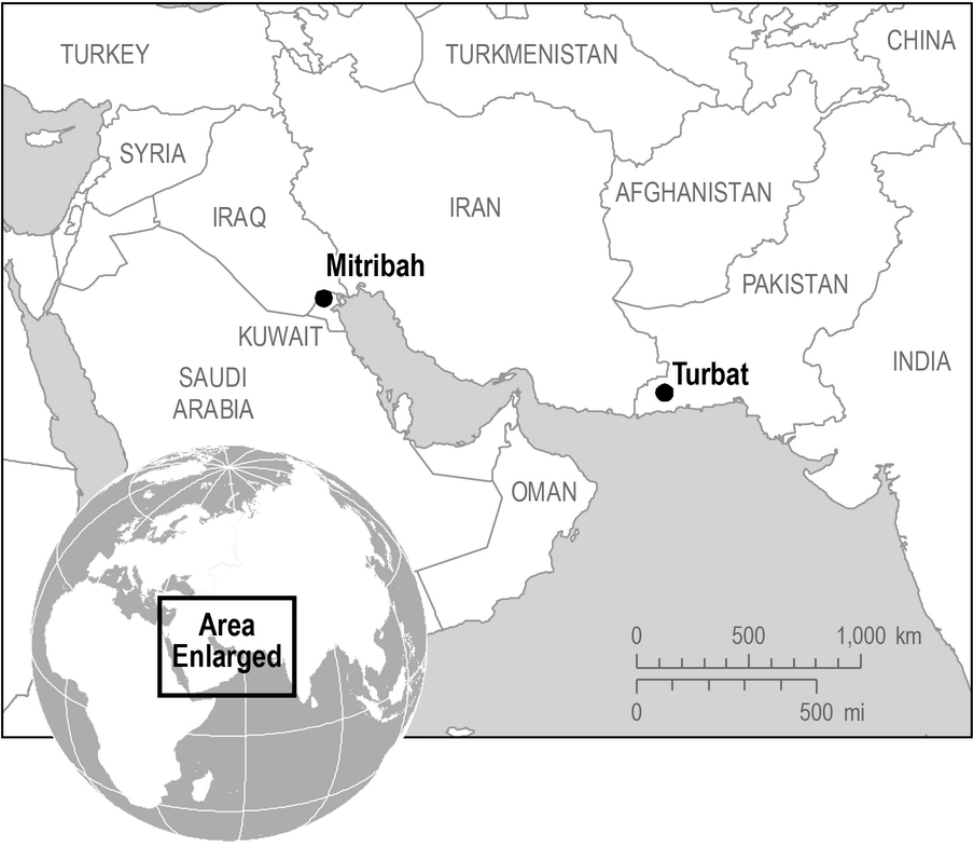 TURKEY
TURKMENISTAN
CHINA
SYRIA
AFGHANISTAN
IRAQ
IRAN
Mitribah
PAKISTAN
KUWAIT
INDIA
SAUDI
ARABIA
Turbat
OMAN
Area
Enlarged
0 500 1,000 km
0 500 mi